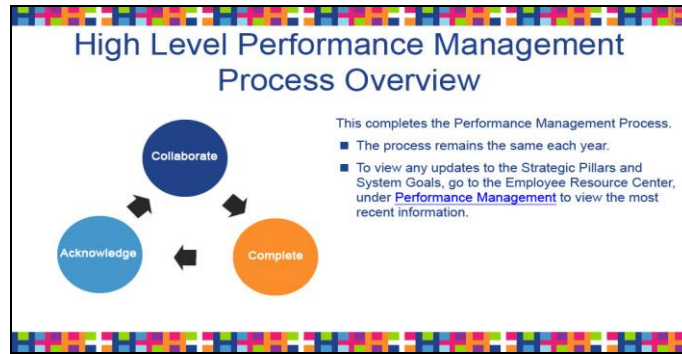 High Level Performance Management
Process Overview
This completes the Performance Management Process.
■ The process remains the same each year.
■ To view any updates to the Strategic Pillars and
System Goals, go to the Employee Resource Center,
under Performance Management to view the most
recent information.
Collaborate
Acknowledge
Complete